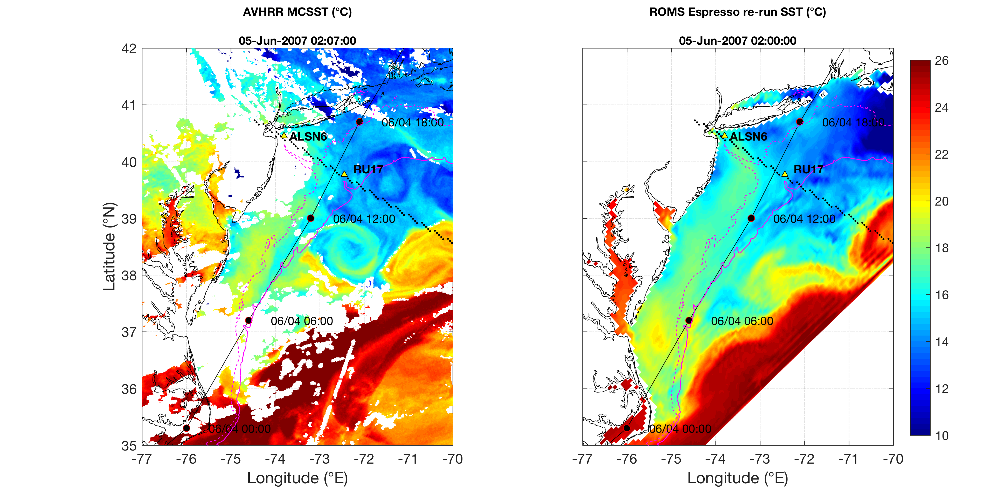 AVHRR MCSST (°C)
05-Jun-2007 02:07:00
42
41
40
39
38
37
36
35
Latitude (°N)
ALSN6
RU17
06/04 18:00
06/04 12:00
06/04 06:00
06/04 00:00
-77 -76 -75 -74 -73 -72 -71 -70
Longitude (°E)
ROMS Espresso re-run SST (°C)
05-Jun-2007 02:00:00
06/04 18:00
ALSN6
RU17
06/04 12:00
06/04 06:00
06/04 00:00
-77 -76 -75 -74 -73 -72 -71 -70
Longitude (°E)
26
24
22
20
18
16
14
12
10